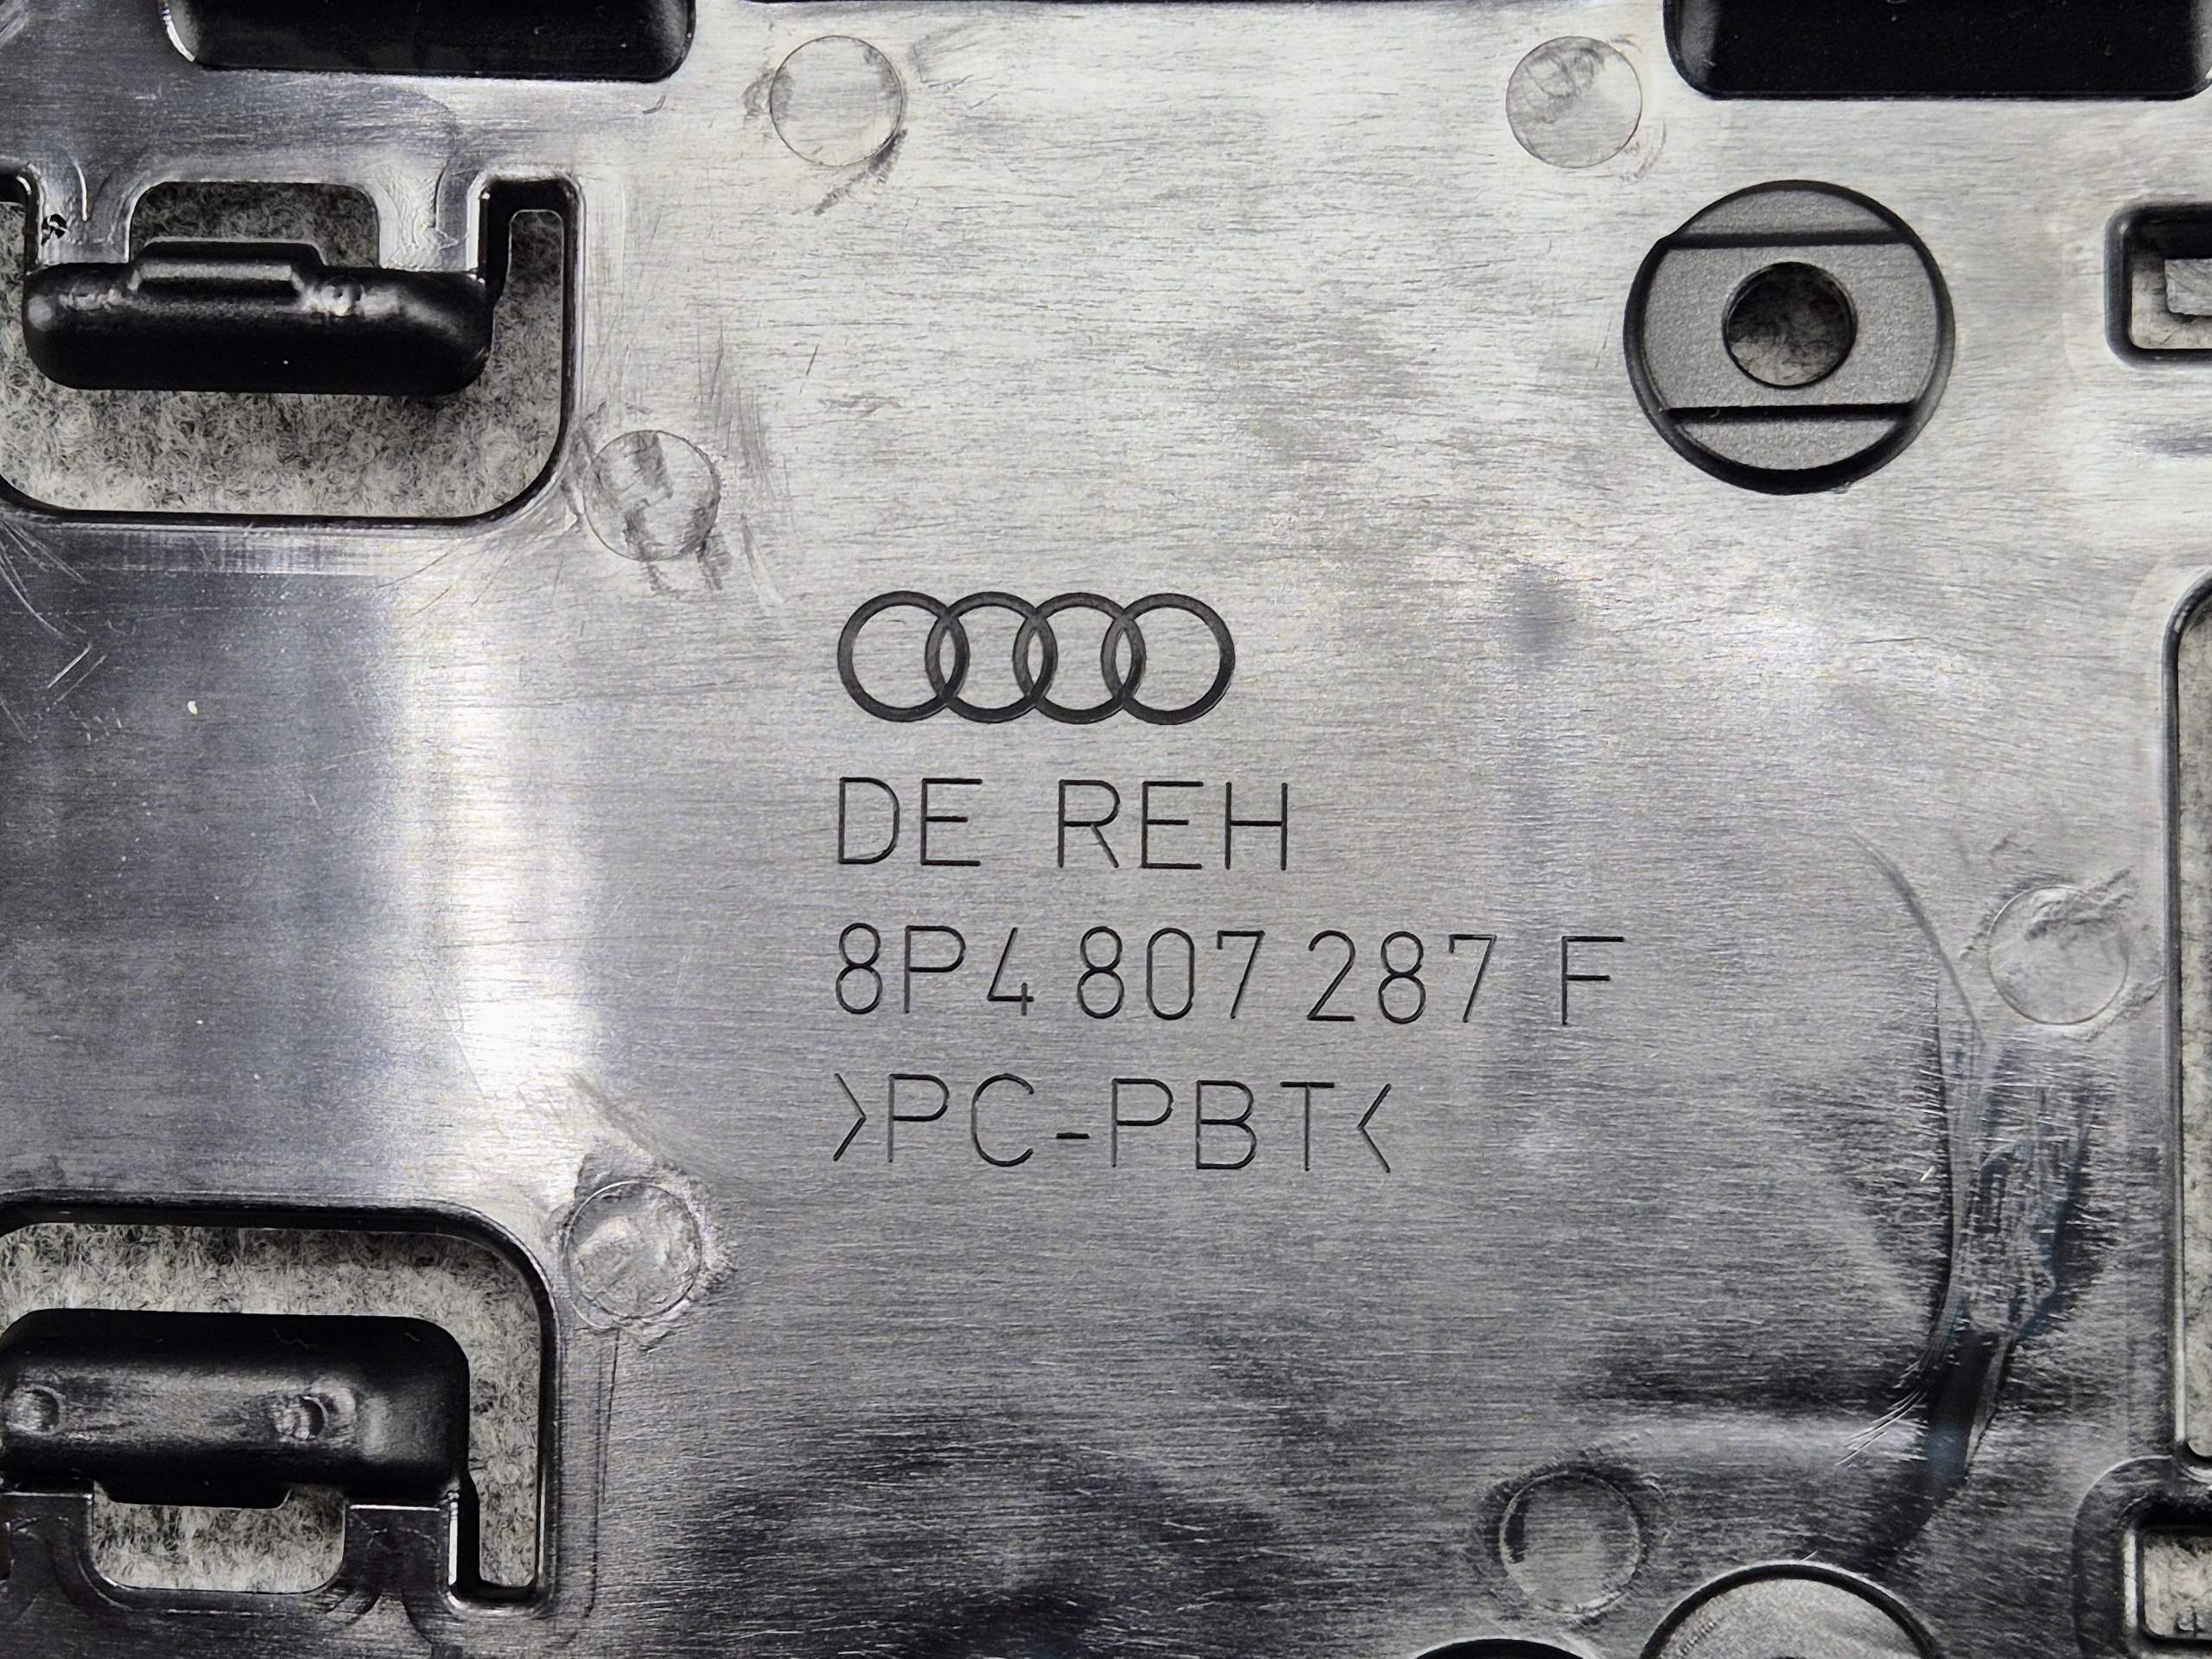 DE REH
8P4 807 287 F
>PC-PBT<